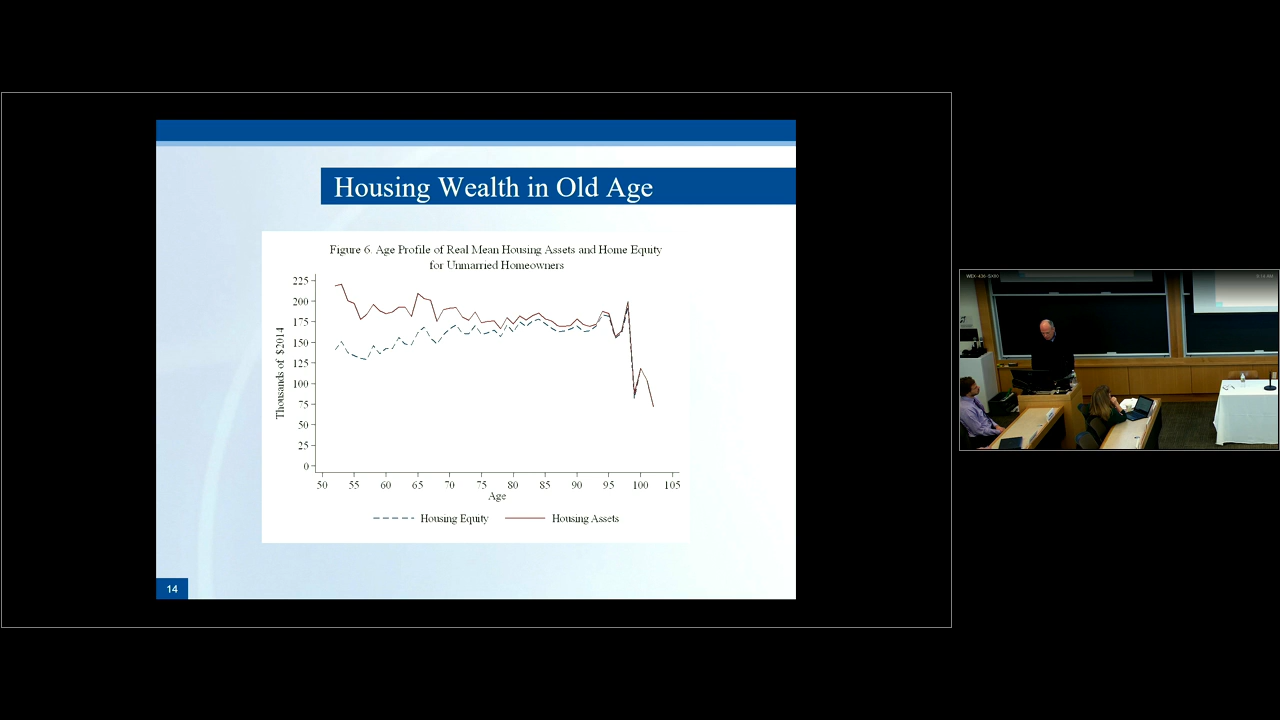 Housing Wealth in Old Age
Figure 6. Age Profile of Real Mean Housing Assets and Home Equity
for Unmarried Homeowners
Thousands of $2014
225
200
175
150
125
100
75
50
25
0
50 55 60 65 70 75 80 85 90 95 100 105
Age
Housing Equity Housing Assets
14